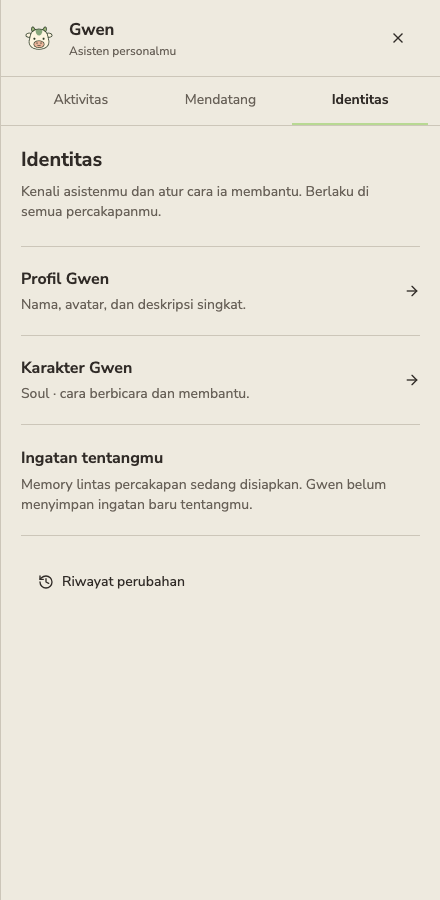 Gwen
Asisten personalmu
Aktivitas
Mendatang
Identitas
Identitas
Kenali asistenmu dan atur cara ia membantu. Berlaku di
semua percakapanmu.
Profil Gwen
Nama, avatar, dan deskripsi singkat.
Karakter Gwen
Soul · cara berbicara dan membantu.
Ingatan tentangmu
Memory lintas percakapan sedang disiapkan. Gwen belum
menyimpan ingatan baru tentangmu.
Riwayat perubahan